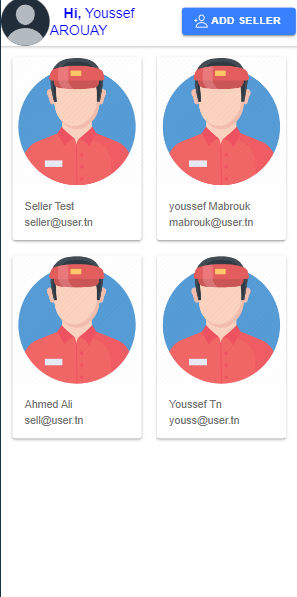 Hi, Youssef
AROUAY
ADD SELLER
Seller Test
seller@user.tn
youssef Mabrouk
mabrouk@user.tn
Ahmed Ali
sell@user.tn
Youssef Tn
youss@user.tn